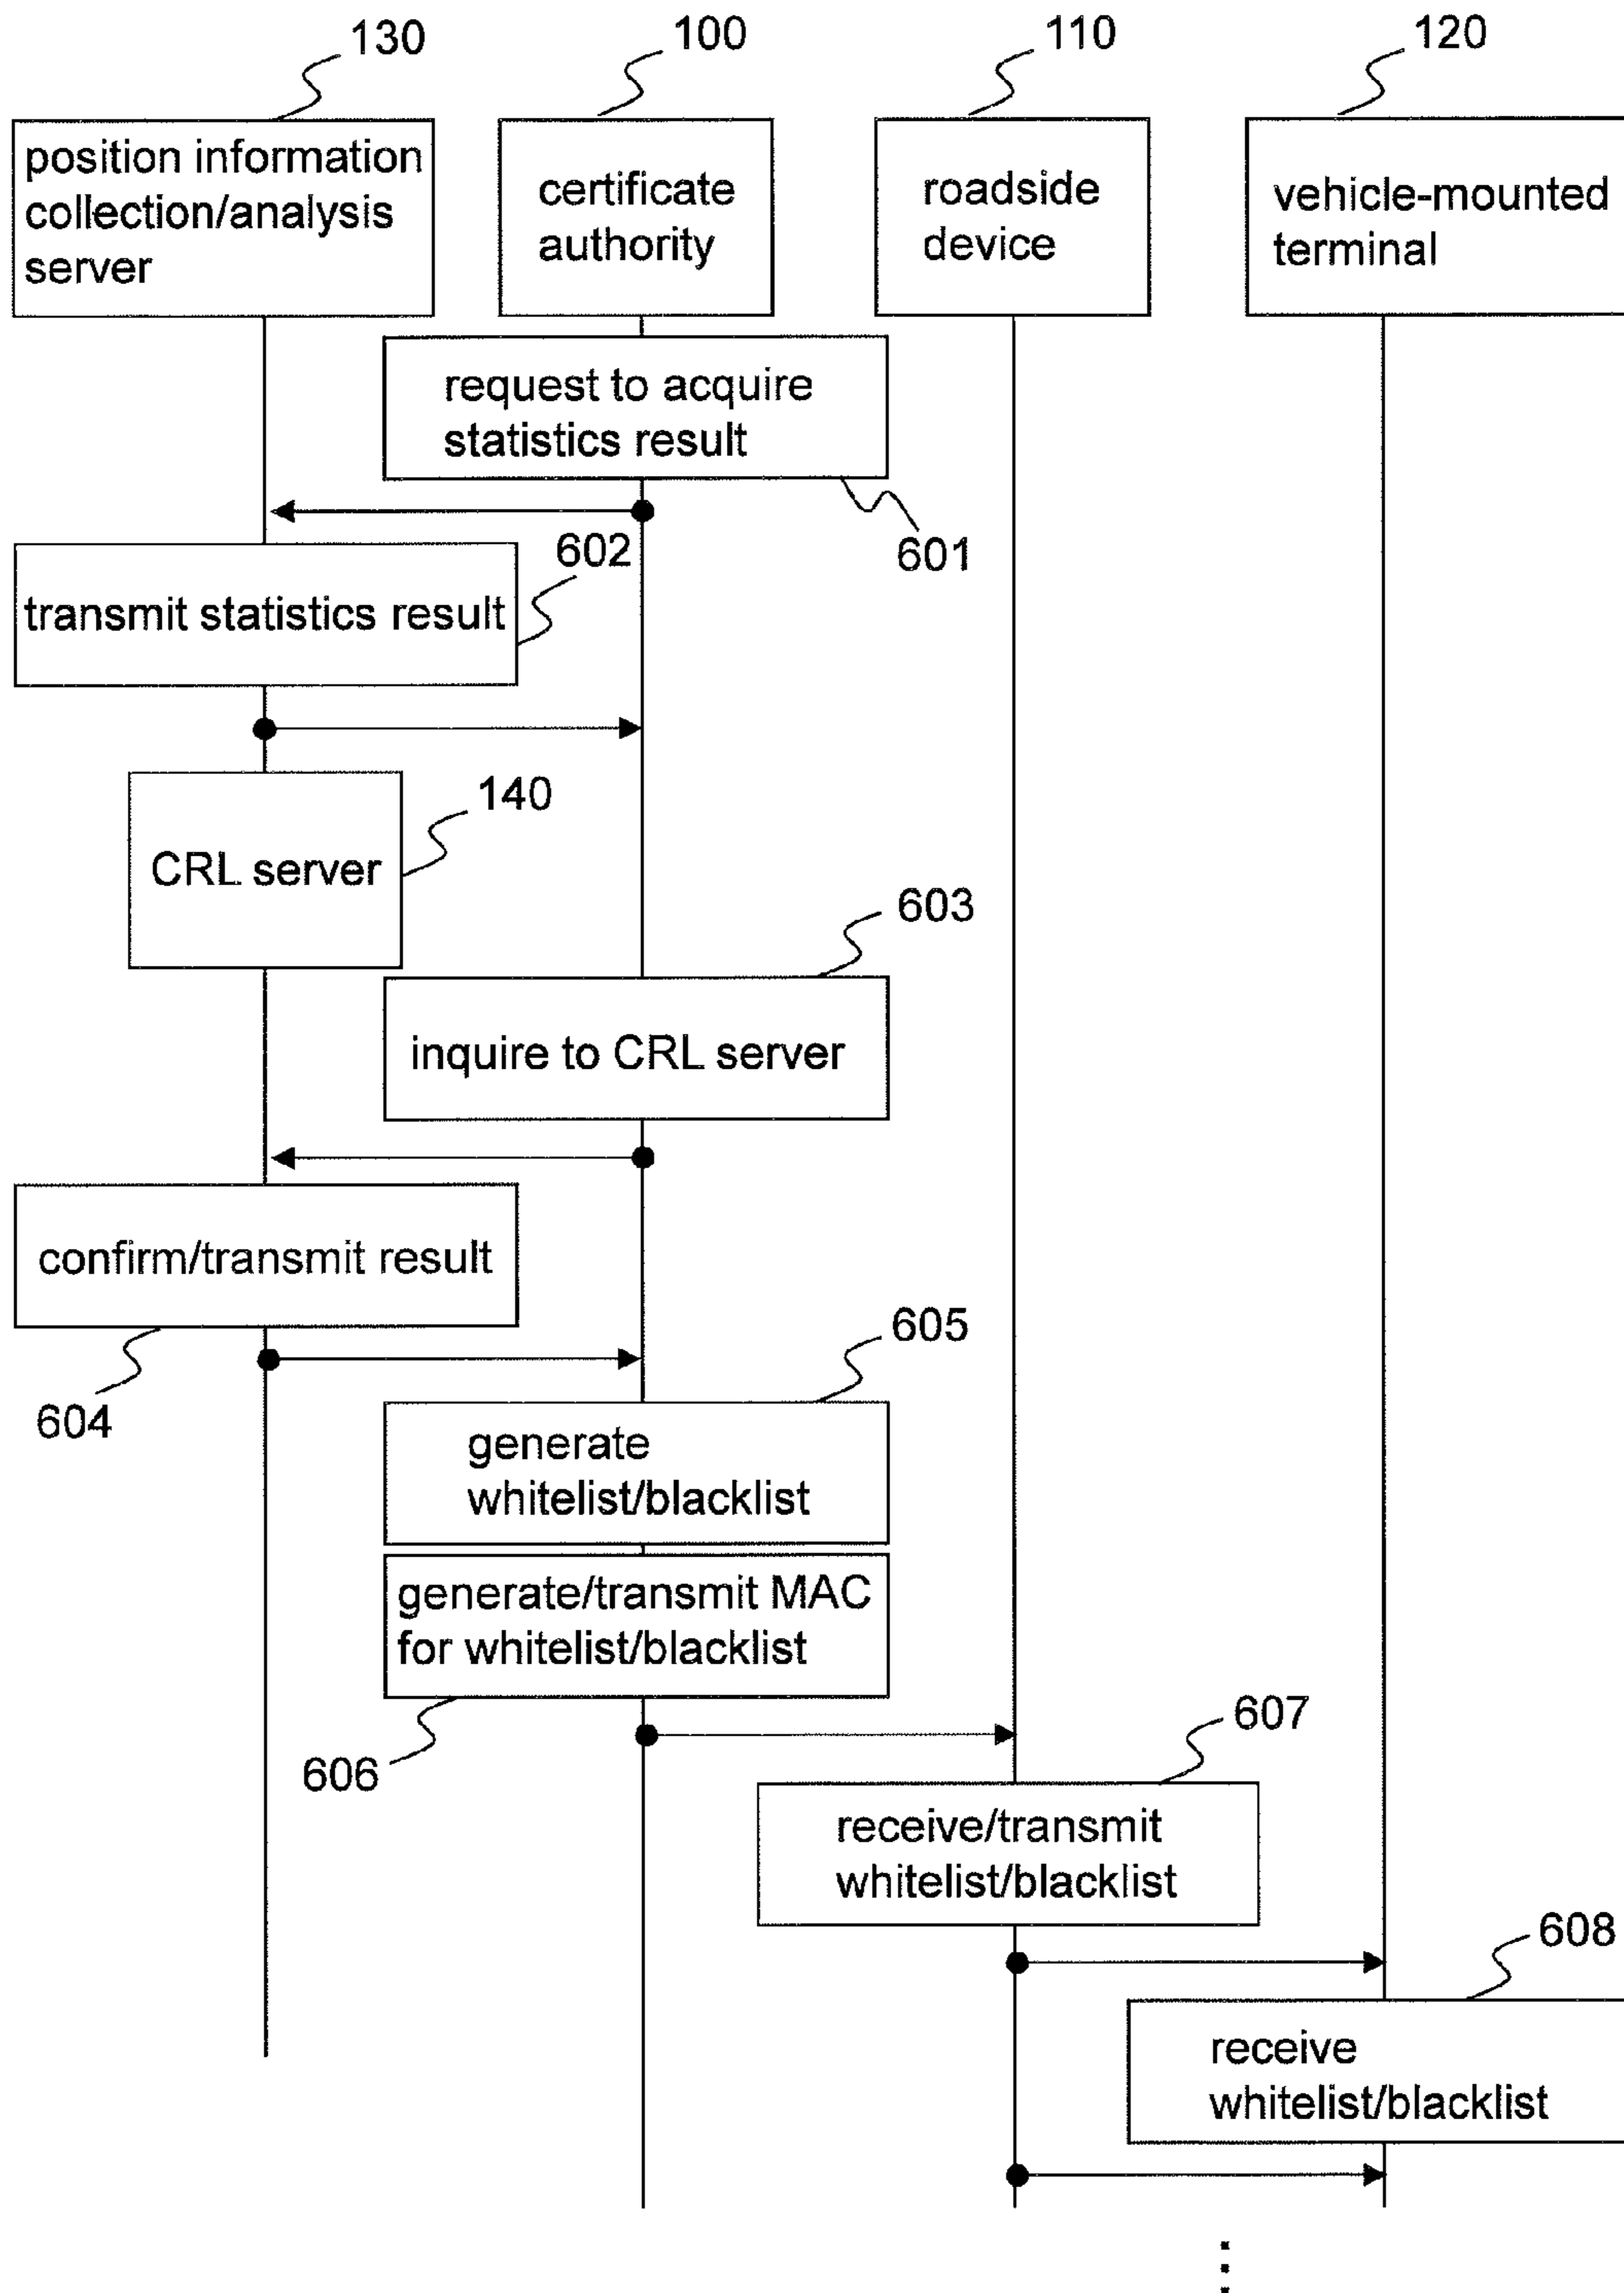 130
100
110
120
position information
collection/analysis
server
certificate
authority
roadside
device
vehicle-mounted
terminal
request to acquire
statistics result
601
602
transmit statistics result
140
CRL server
603
inquire to CRL server
confirm/transmit result
604
605
generate
whitelist/blacklist
generate/transmit MAC
for whitelist/blacklist
606
607
receive/transmit
whitelist/blacklist
608
receive
whitelist/blacklist